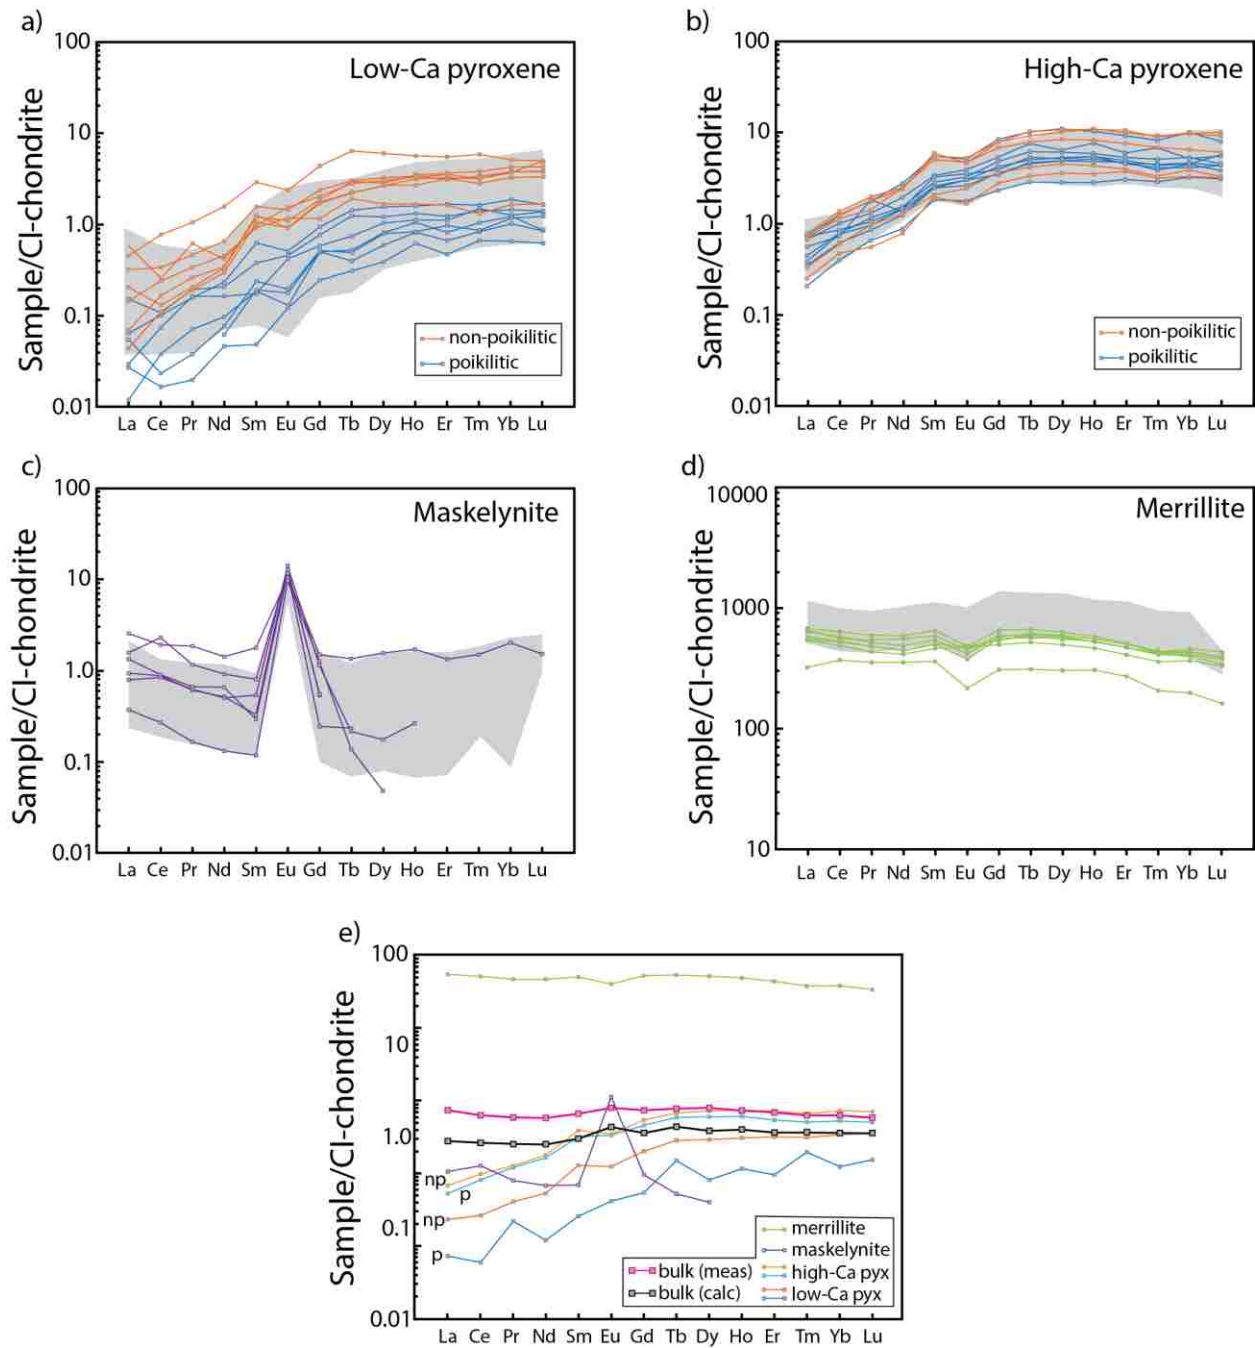 a)
Low-Ca pyroxene
Sample/CI-chondrite
100
10
1.0
0.1
0.01
non-poikilitic
poikilitic
La Ce Pr Nd Sm Eu Gd Tb Dy Ho Er Tm Yb Lu
b)
High-Ca pyroxene
Sample/CI-chondrite
100
10
1.0
0.1
0.01
non-poikilitic
poikilitic
La Ce Pr Nd Sm Eu Gd Tb Dy Ho Er Tm Yb Lu
c)
Maskelynite
Sample/CI-chondrite
100
10
1.0
0.1
0.01
La Ce Pr Nd Sm Eu Gd Tb Dy Ho Er Tm Yb Lu
d)
Merrillite
Sample/CI-chondrite
10000
1000
100
10
La Ce Pr Nd Sm Eu Gd Tb Dy Ho Er Tm Yb Lu
e)
Sample/CI-chondrite
100
10
1.0
0.1
0.01
np
p
np
p
bulk (meas)
bulk (calc)
merrillite
maskelynite
high-Ca pyx
low-Ca pyx
La Ce Pr Nd Sm Eu Gd Tb Dy Ho Er Tm Yb Lu